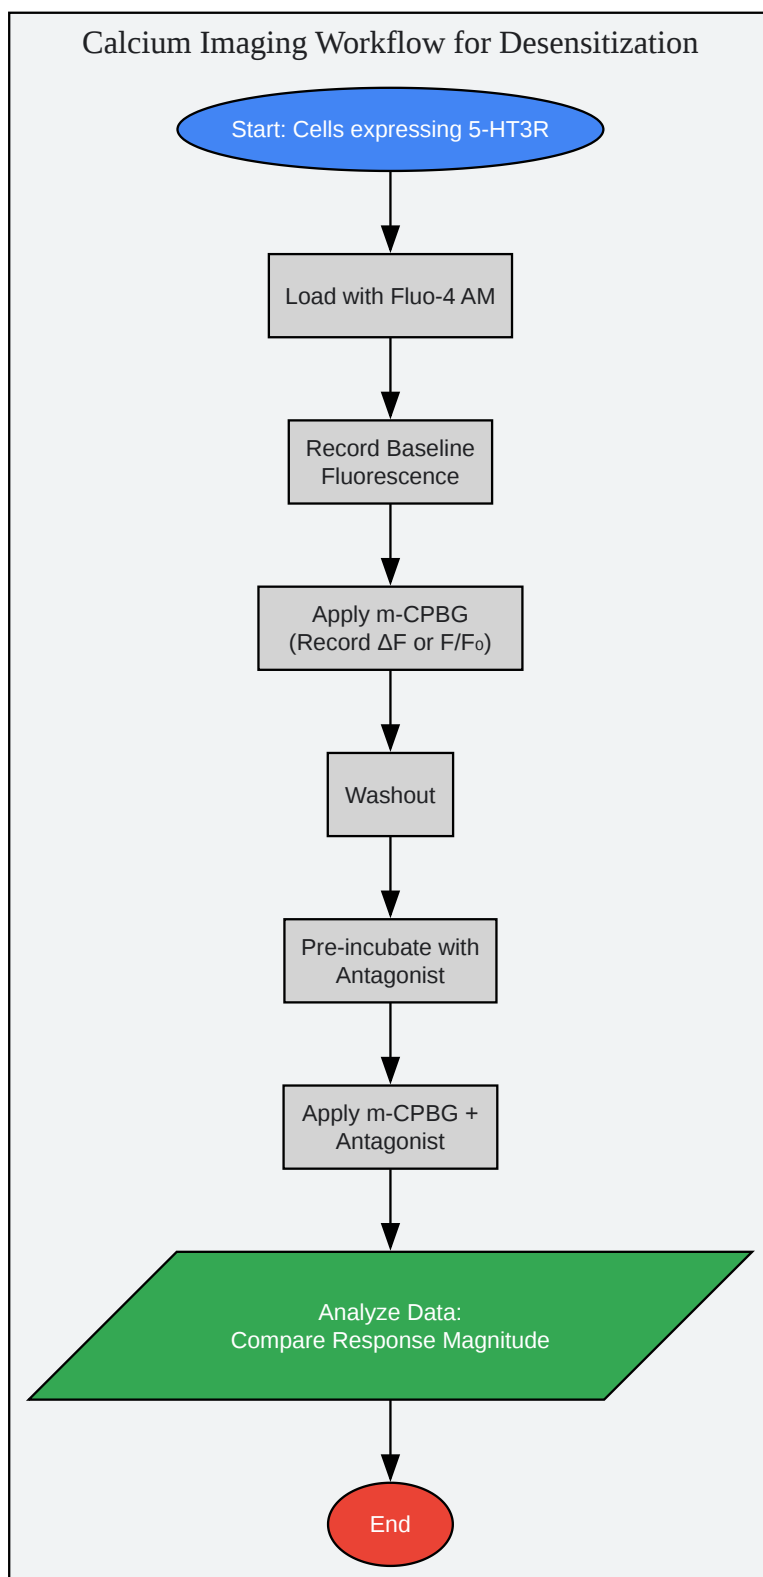 Calcium Imaging Workflow for Desensitization
Start: Cells expressing 5-HT3R
Load with Fluo-4 AM
Record Baseline
Fluorescence
Apply m-CPBG
(Record ΔF or F/F₀)
Washout
Pre-incubate with
Antagonist
Apply m-CPBG +
Antagonist
Analyze Data:
Compare Response Magnitude
End